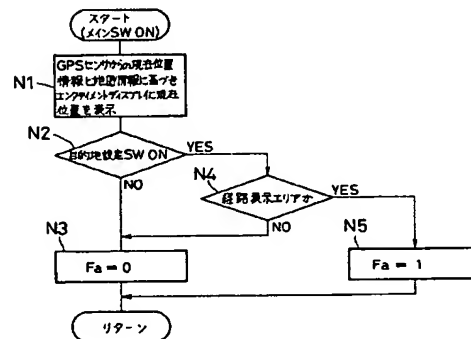 スタート
(メインSW ON)
N1
GPSセンサからの現在位置
情報と地図情報に基づき
エンタテイメントディスプレイに現在
位置を表示
N2
目的地設定SW ON
YES
NO
N4
経路表示エリアか
YES
NO
N3
Fa = 0
N5
Fa = 1
リターン